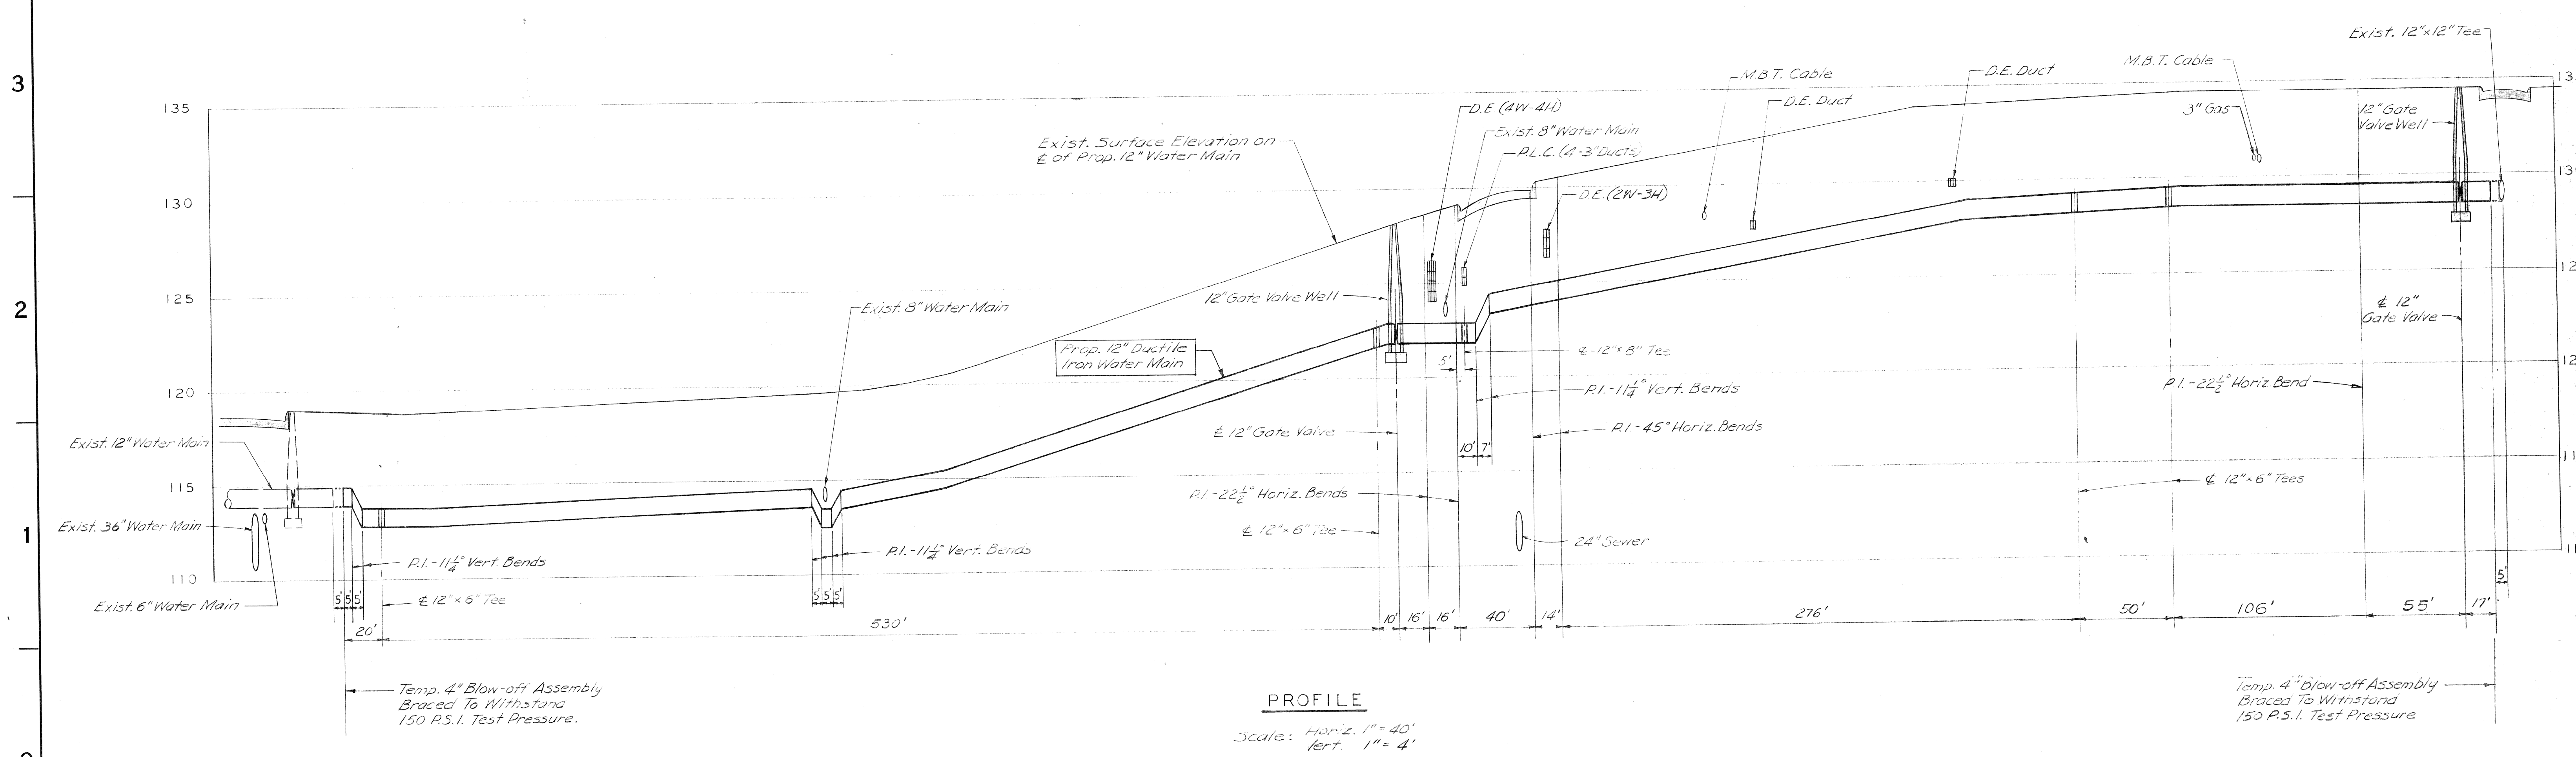 Exist. 12"x12" Tee
M.B.T. Cable
D.E. Duct
M.B.T. Cable
3
135
D.E. (4W-4H)
D.E. Duct
3" Gas
12" Gate
Valve Well
Exist. Surface Elevation on
℄ of Prop. 12" Water Main
Exist. 8" Water Main
P.L.C. (4-3" Ducts)
130
D.E. (2W-3H)
2
125
Exist. 8" Water Main
12" Gate Valve Well
℄ 12"
Gate Valve
Prop. 12" Ductile
Iron Water Main
5'
℄ 12"x 8" Tee
120
P.I.-11¼° Vert. Bends
P.I.-22½° Horiz Bend
Exist. 12" Water Main
℄ 12" Gate Valve
P.I.-45° Horiz. Bends
10' 7'
115
P.I.-22½° Horiz. Bends
℄ 12"x 6" Tees
1
Exist. 36" Water Main
℄ 12"x 6" Tee
24" Sewer
P.I.-11¼° Vert. Bends
P.I.-11¼° Vert. Bends
110
Exist. 6" Water Main
5' 5' 5'
℄ 12"x 6" Tee
5' 5' 5'
5'
20'
530'
10' 16' 16' 40' 14'
276'
50'
106'
55'
17'
Temp. 4" Blow-off Assembly
Braced To Withstand
150 P.S.I. Test Pressure.
Temp. 4" Blow-off Assembly
Braced To Withstand
150 P.S.I. Test Pressure
PROFILE
Scale: Horiz. 1"=40'
Vert. 1"= 4'